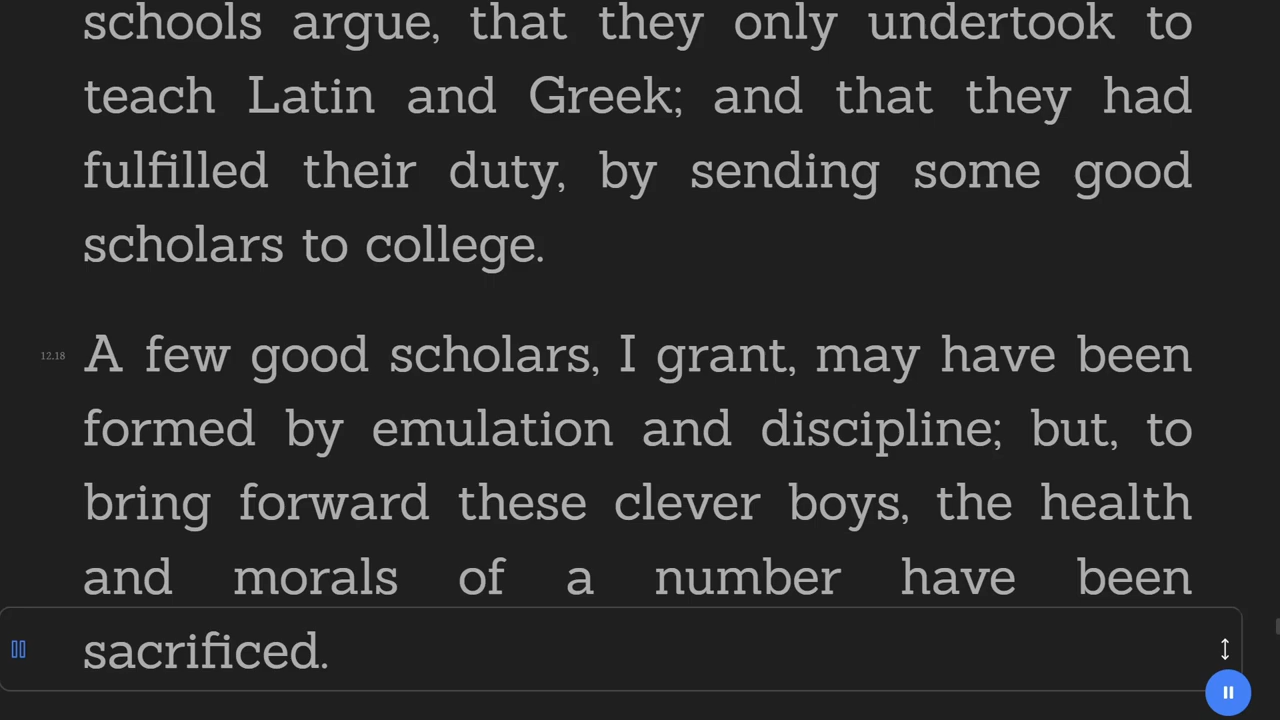 schools argue, that they only undertook to
teach Latin and Greek; and that they had
fulfilled their duty, by sending some good
scholars to college.
12.18
A few good scholars, I grant, may have been
formed by emulation and discipline; but, to
bring forward these clever boys, the health
and morals of a number have been
sacrificed.